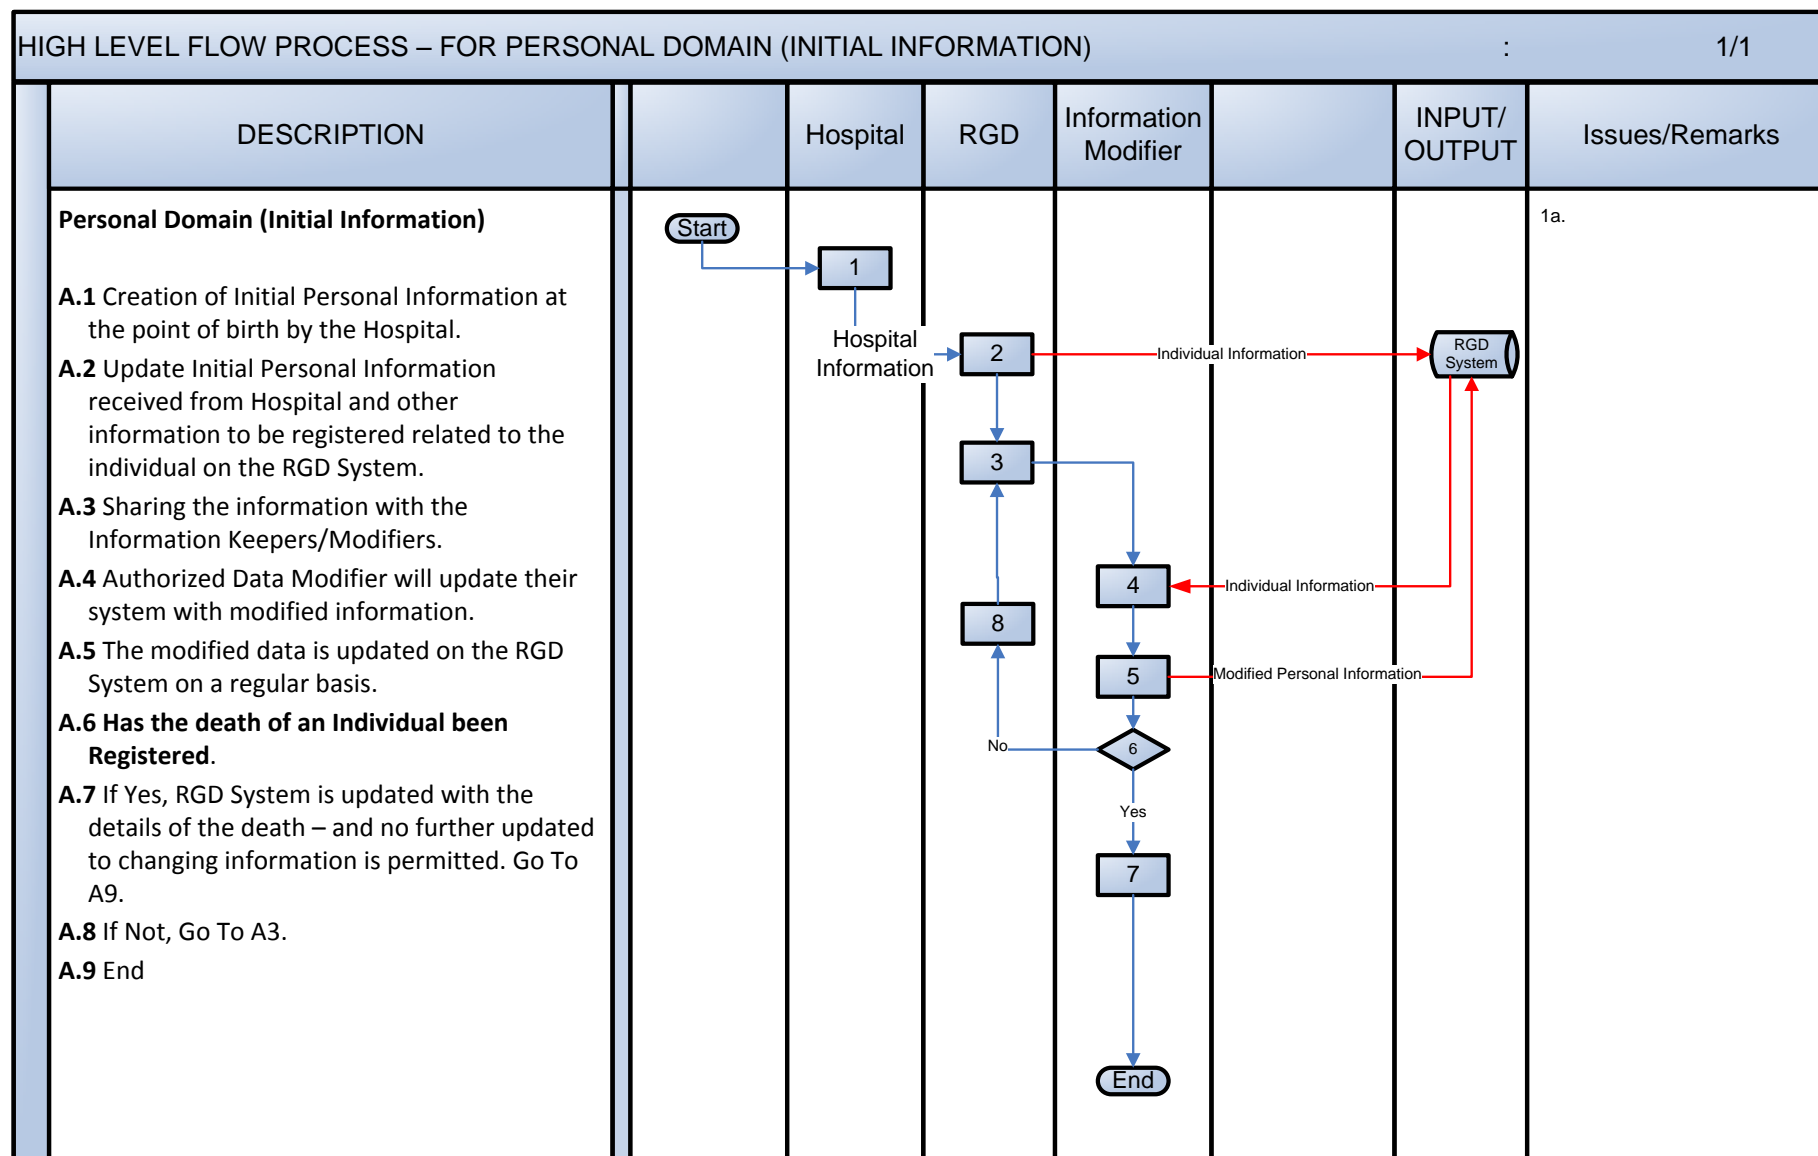 HIGH LEVEL FLOW PROCESS – FOR PERSONAL DOMAIN (INITIAL INFORMATION) : 1/1
DESCRIPTION
Hospital
RGD
Information
Modifier
INPUT/
OUTPUT
Issues/Remarks
Personal Domain (Initial Information)
A.1 Creation of Initial Personal Information at
the point of birth by the Hospital.
A.2 Update Initial Personal Information
received from Hospital and other
information to be registered related to the
individual on the RGD System.
A.3 Sharing the information with the
Information Keepers/Modifiers.
A.4 Authorized Data Modifier will update their
system with modified information.
A.5 The modified data is updated on the RGD
System on a regular basis.
A.6 Has the death of an Individual been
Registered.
A.7 If Yes, RGD System is updated with the
details of the death – and no further updated
to changing information is permitted. Go To
A9.
A.8 If Not, Go To A3.
A.9 End
Start
1
Hospital
Information
2
Individual Information
RGD
System
3
4
Individual Information
8
5
Modified Personal Information
No
6
Yes
7
End
1a.